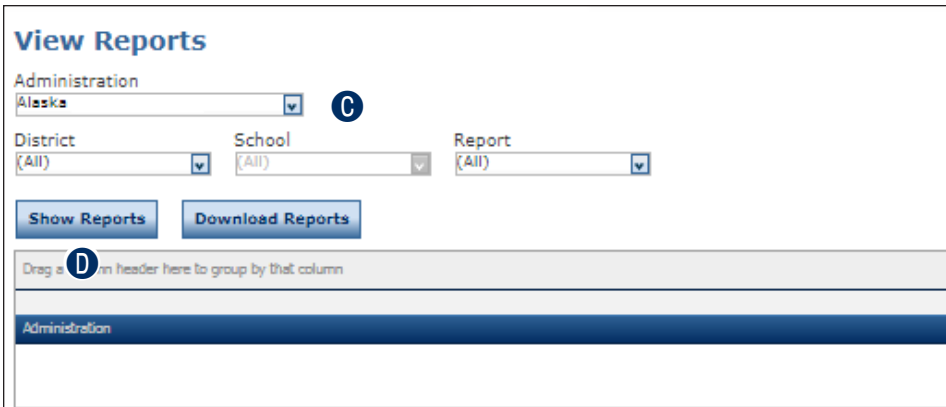 View Reports
Administration
Alaska
C
District School Report
(All) (All) (All)
Show Reports Download Reports
D
Drag a n header here to group by that column
Administration